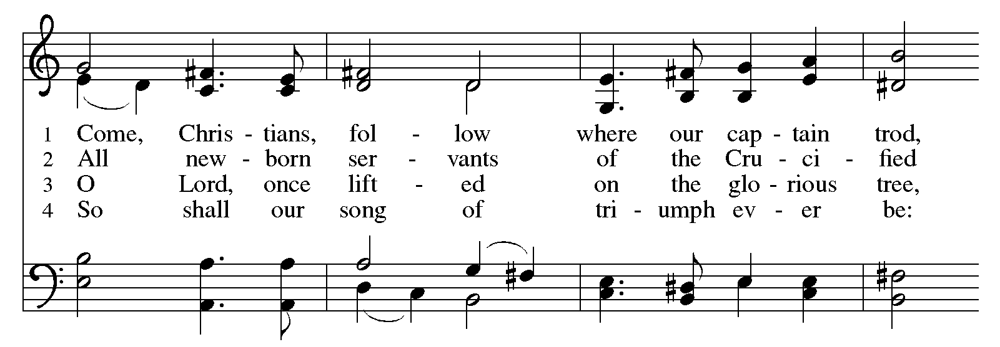 1 Come, Chris - tians, fol - low where our cap - tain trod,
2 All new - born ser - vants of the Cru - ci - fied
3 O Lord, once lift - ed on the glo - rious tree,
4 So shall our song of tri - umph ev - er be: